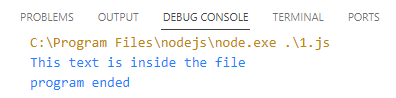 PROBLEMS OUTPUT DEBUG CONSOLE TERMINAL PORTS
C:\Program Files\nodejs\node.exe .\1.js
This text is inside the file
program ended